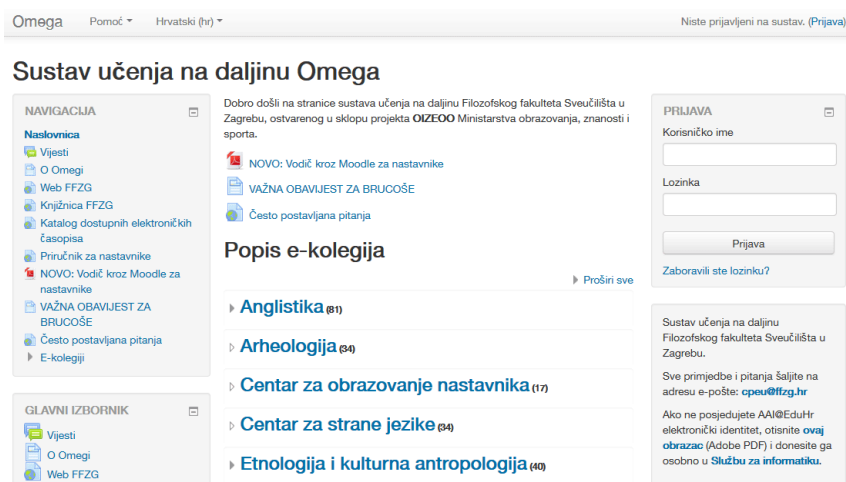 Omega
Pomoć
Hrvatski (hr)
Niste prijavljeni na sustav. (Prijava)
Sustav učenja na daljinu Omega
NAVIGACIJA
Naslovnica
Vijesti
O Omegi
Web FFZG
Knjižnica FFZG
Katalog dostupnih elektroničkih
časopisa
Priručnik za nastavnike
NOVO: Vodič kroz Moodle za
nastavnike
VAŽNA OBAVIJEST ZA
BRUCOŠE
Često postavljana pitanja
E-kolegiji
GLAVNI IZBORNIK
Vijesti
O Omegi
Web FFZG
Dobro došli na stranice sustava učenja na daljinu Filozofskog fakulteta Sveučilišta u
Zagrebu, ostvarenog u sklopu projekta OIZEOO Ministarstva obrazovanja, znanosti i
sporta.
NOVO: Vodič kroz Moodle za nastavnike
VAŽNA OBAVIJEST ZA BRUCOŠE
Često postavljana pitanja
Popis e-kolegija
Proširi sve
Anglistika (81)
Arheologija (34)
Centar za obrazovanje nastavnika (17)
Centar za strane jezike (34)
Etnologija i kulturna antropologija (40)
PRIJAVA
Korisničko ime
Lozinka
Prijava
Zaboravili ste lozinku?
Sustav učenja na daljinu
Filozofskog fakulteta Sveučilišta u
Zagrebu.
Sve primjedbe i pitanja šaljite na
adresu e-pošte: cpeu@ffzg.hr
Ako ne posjedujete AAI@EduHr
elektronički identitet, otisnite ovaj
obrazac (Adobe PDF) i donesite ga
osobno u Službu za informatiku.